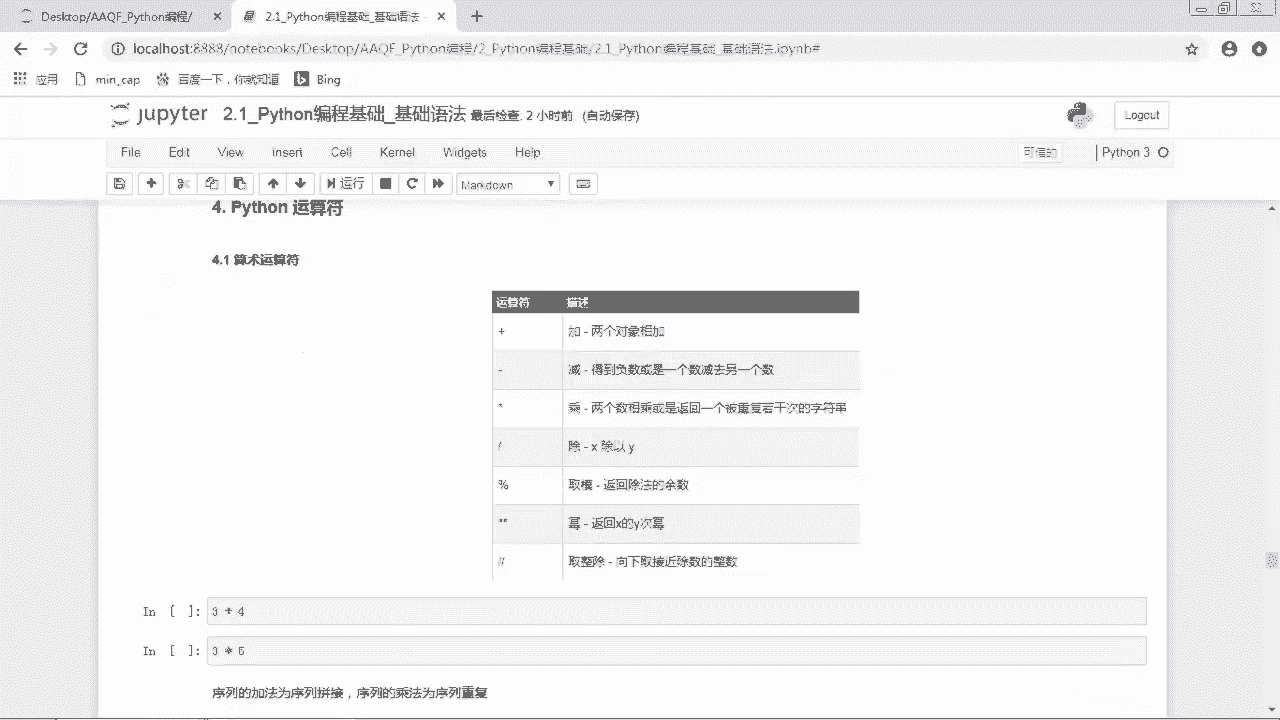 Desktop/AAQF_Python编程/
2.1_Python编程基础_基础语法 -
localhost:8888/notebooks/Desktop/AAQF_Python编程/2_Python编程基础/2.1_Python编程基础_基础语法.ipynb#
应用 min_cap 百度一下，你就知道 Bing
jupyter 2.1_Python编程基础_基础语法 最后检查: 2 小时前 (自动保存)
Logout
File Edit View Insert Cell Kernel Widgets Help
可信的 Python 3
运行 Markdown
4. Python 运算符
4.1 算术运算符
运算符 描述
+ 加 - 两个对象相加
- 减 - 得到负数或是一个数减去另一个数
* 乘 - 两个数相乘或是返回一个被重复若干次的字符串
/ 除 - x 除以 y
% 取模 - 返回除法的余数
** 幂 - 返回x的y次幂
// 取整除 - 向下取接近除数的整数
In [ ]: 3 + 4
In [ ]: 3 * 5
序列的加法为序列拼接，序列的乘法为序列重复